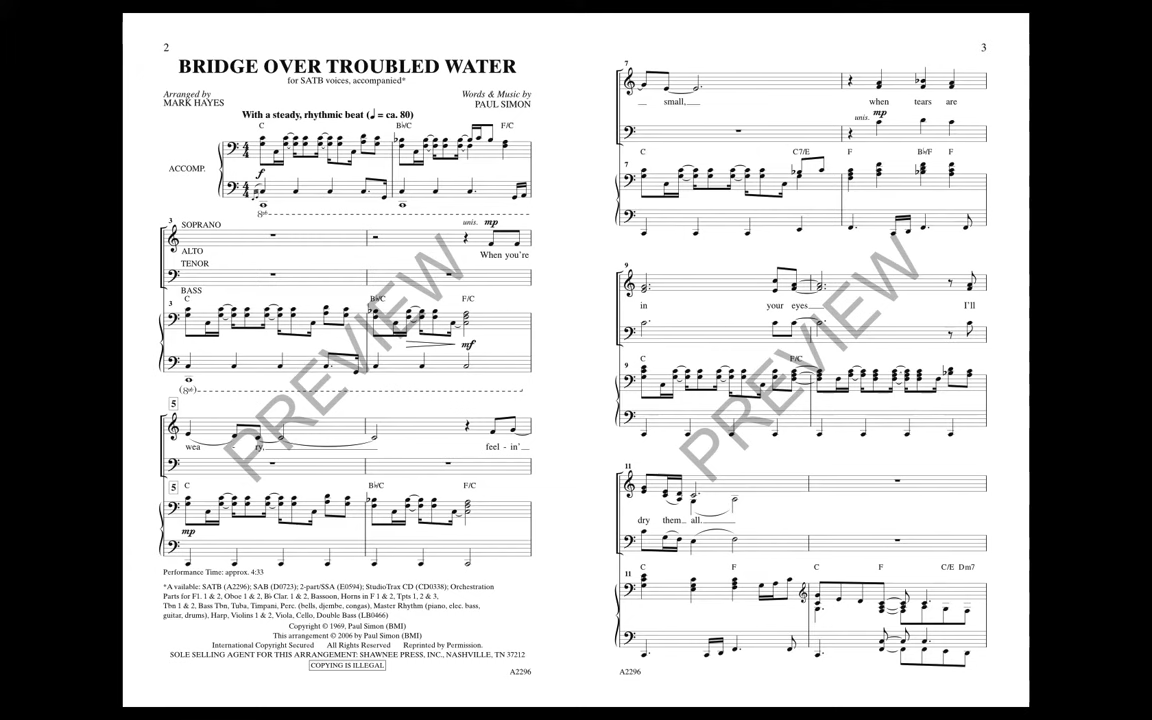 2
BRIDGE OVER TROUBLED WATER
for SATB voices, accompanied*
Arranged by
MARK HAYES
Words & Music by
PAUL SIMON
With a steady, rhythmic beat (♩ = ca. 80)
C B♭/C F/C
ACCOMP.
f
3
SOPRANO
unis. mp
ALTO
When you're
TENOR
BASS
3
C B♭/C F/C
mf
5
wea - ry, feel - in'
5
C B♭/C F/C
mp
Performance Time: approx. 4:33
*Available: SATB (A2296); SAB (D0723); 2-part/SSA (E0594); StudioTrax CD (CD0338); Orchestration
Parts for F1. 1 & 2, Oboe 1 & 2, B♭ Clar. 1 & 2, Bassoon, Horns in F 1 & 2, Tpts 1, 2 & 3,
Tbn 1 & 2, Bass Tbn, Tuba, Timpani, Perc. (bells, djembe, congas), Master Rhythm (piano, elec. bass,
guitar, drums), Harp, Violins 1 & 2, Viola, Cello, Double Bass (LB0466)
Copyright © 1969, Paul Simon (BMI)
This arrangement © 2006 by Paul Simon (BMI)
International Copyright Secured All Rights Reserved Reprinted by Permission.
SOLE SELLING AGENT FOR THIS ARRANGEMENT: SHAWNEE PRESS, INC., NASHVILLE, TN 37212
COPYING IS ILLEGAL
A2296
PREVIEW
3
7
small, when tears are
unis. mp
7
C C7/E F B♭/F F
9
in your eyes I'll
9
C F/C
11
dry them all.
11
C F C F C/E Dm7
A2296
PREVIEW